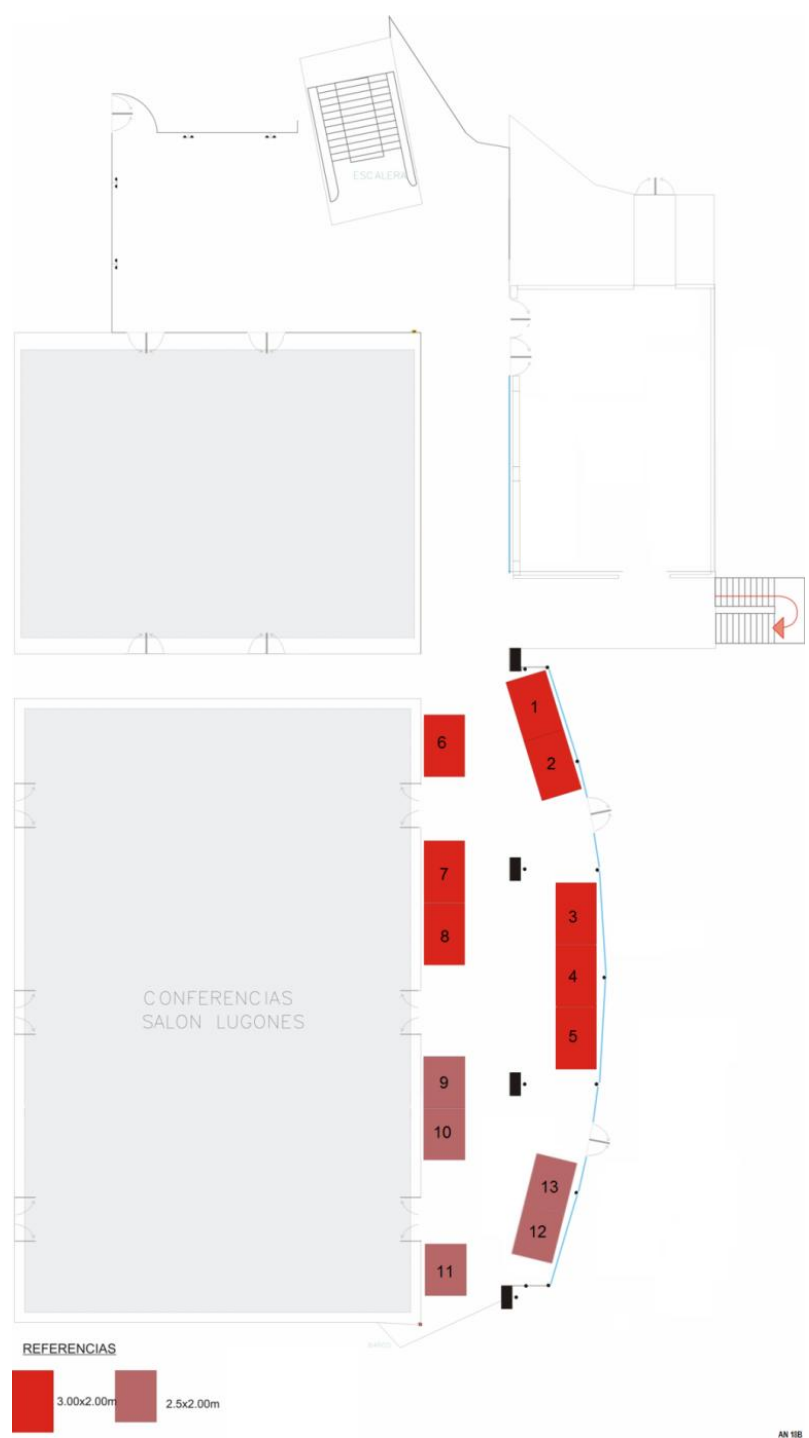 ESCALERA
1
6
2
7
3
8
4
CONFERENCIAS
SALON LUGONES
5
9
10
13
12
11
REFERENCIAS
3.00x2.00m
2.5x2.00m
AN 18B